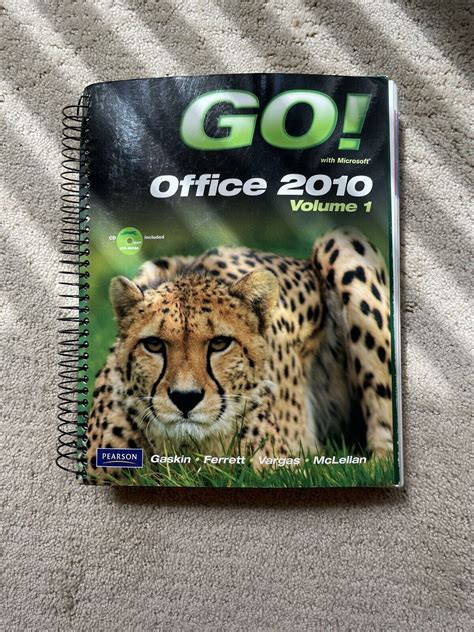 GO!
with Microsoft®
Office 2010
Volume 1
CD included
PEARSON
Gaskin • Ferrett • Vargas • McLellan